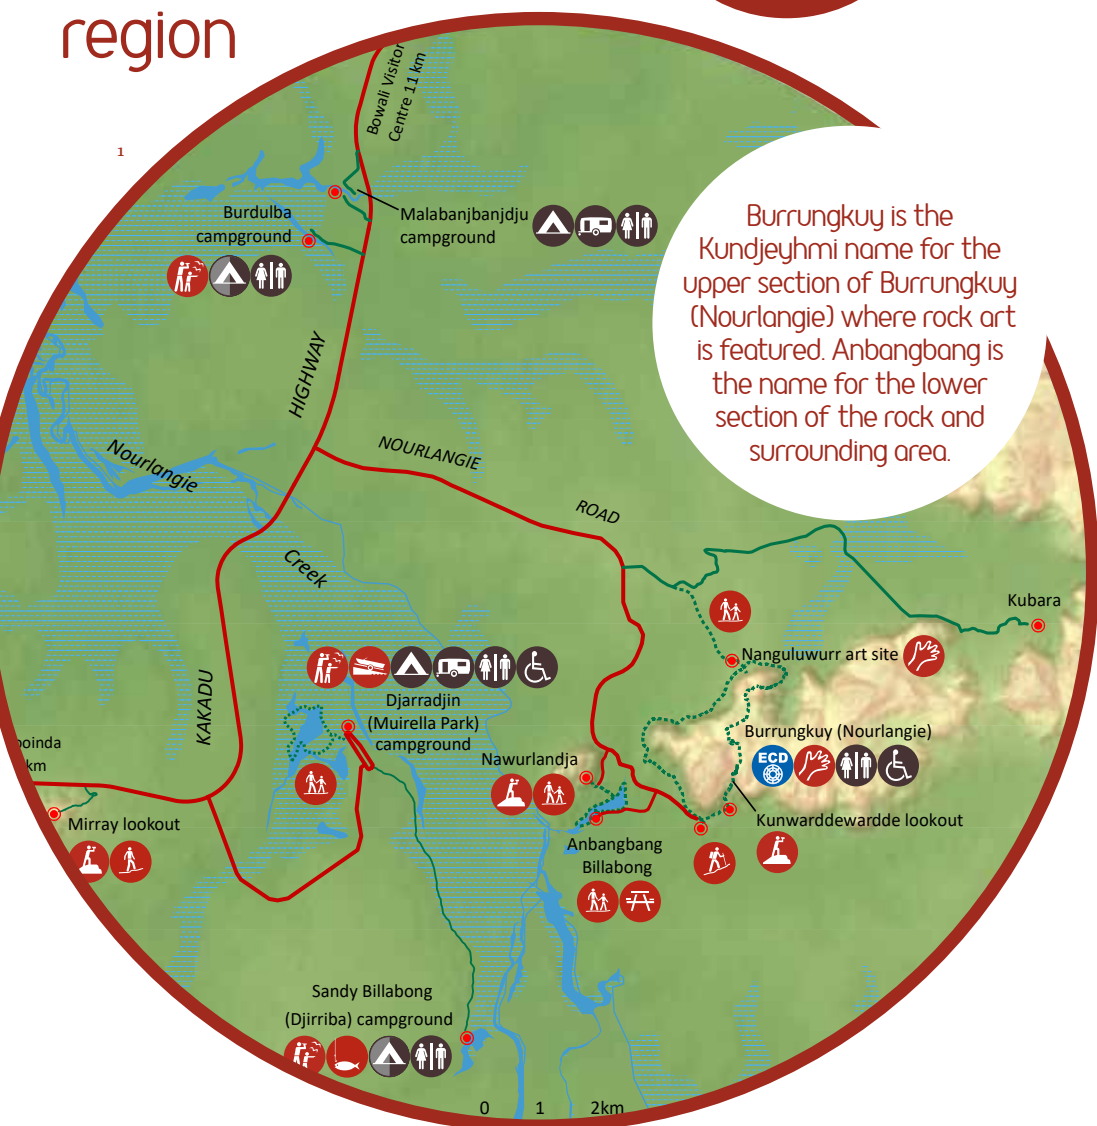 region
1
Bowali Visitor
Centre 11 km
Burdulba
campground
Malabanjbanjdju
campground
Burrungkuy is the
Kundjeyhmi name for the
upper section of Burrungkuy
(Nourlangie) where rock art
is featured. Anbangbang is
the name for the lower
section of the rock and
surrounding area.
HIGHWAY
Nourlangie
NOURLANGIE
ROAD
Creek
Kubara
Nanguluwurr art site
KAKADU
Djarradjin
(Muirella Park)
campground
Burrungkuy (Nourlangie)
ECD
Nawurlandja
km
Mirray lookout
Kunwarddewardde lookout
Anbangbang
Billabong
Sandy Billabong
(Djirriba) campground
0 1 2km